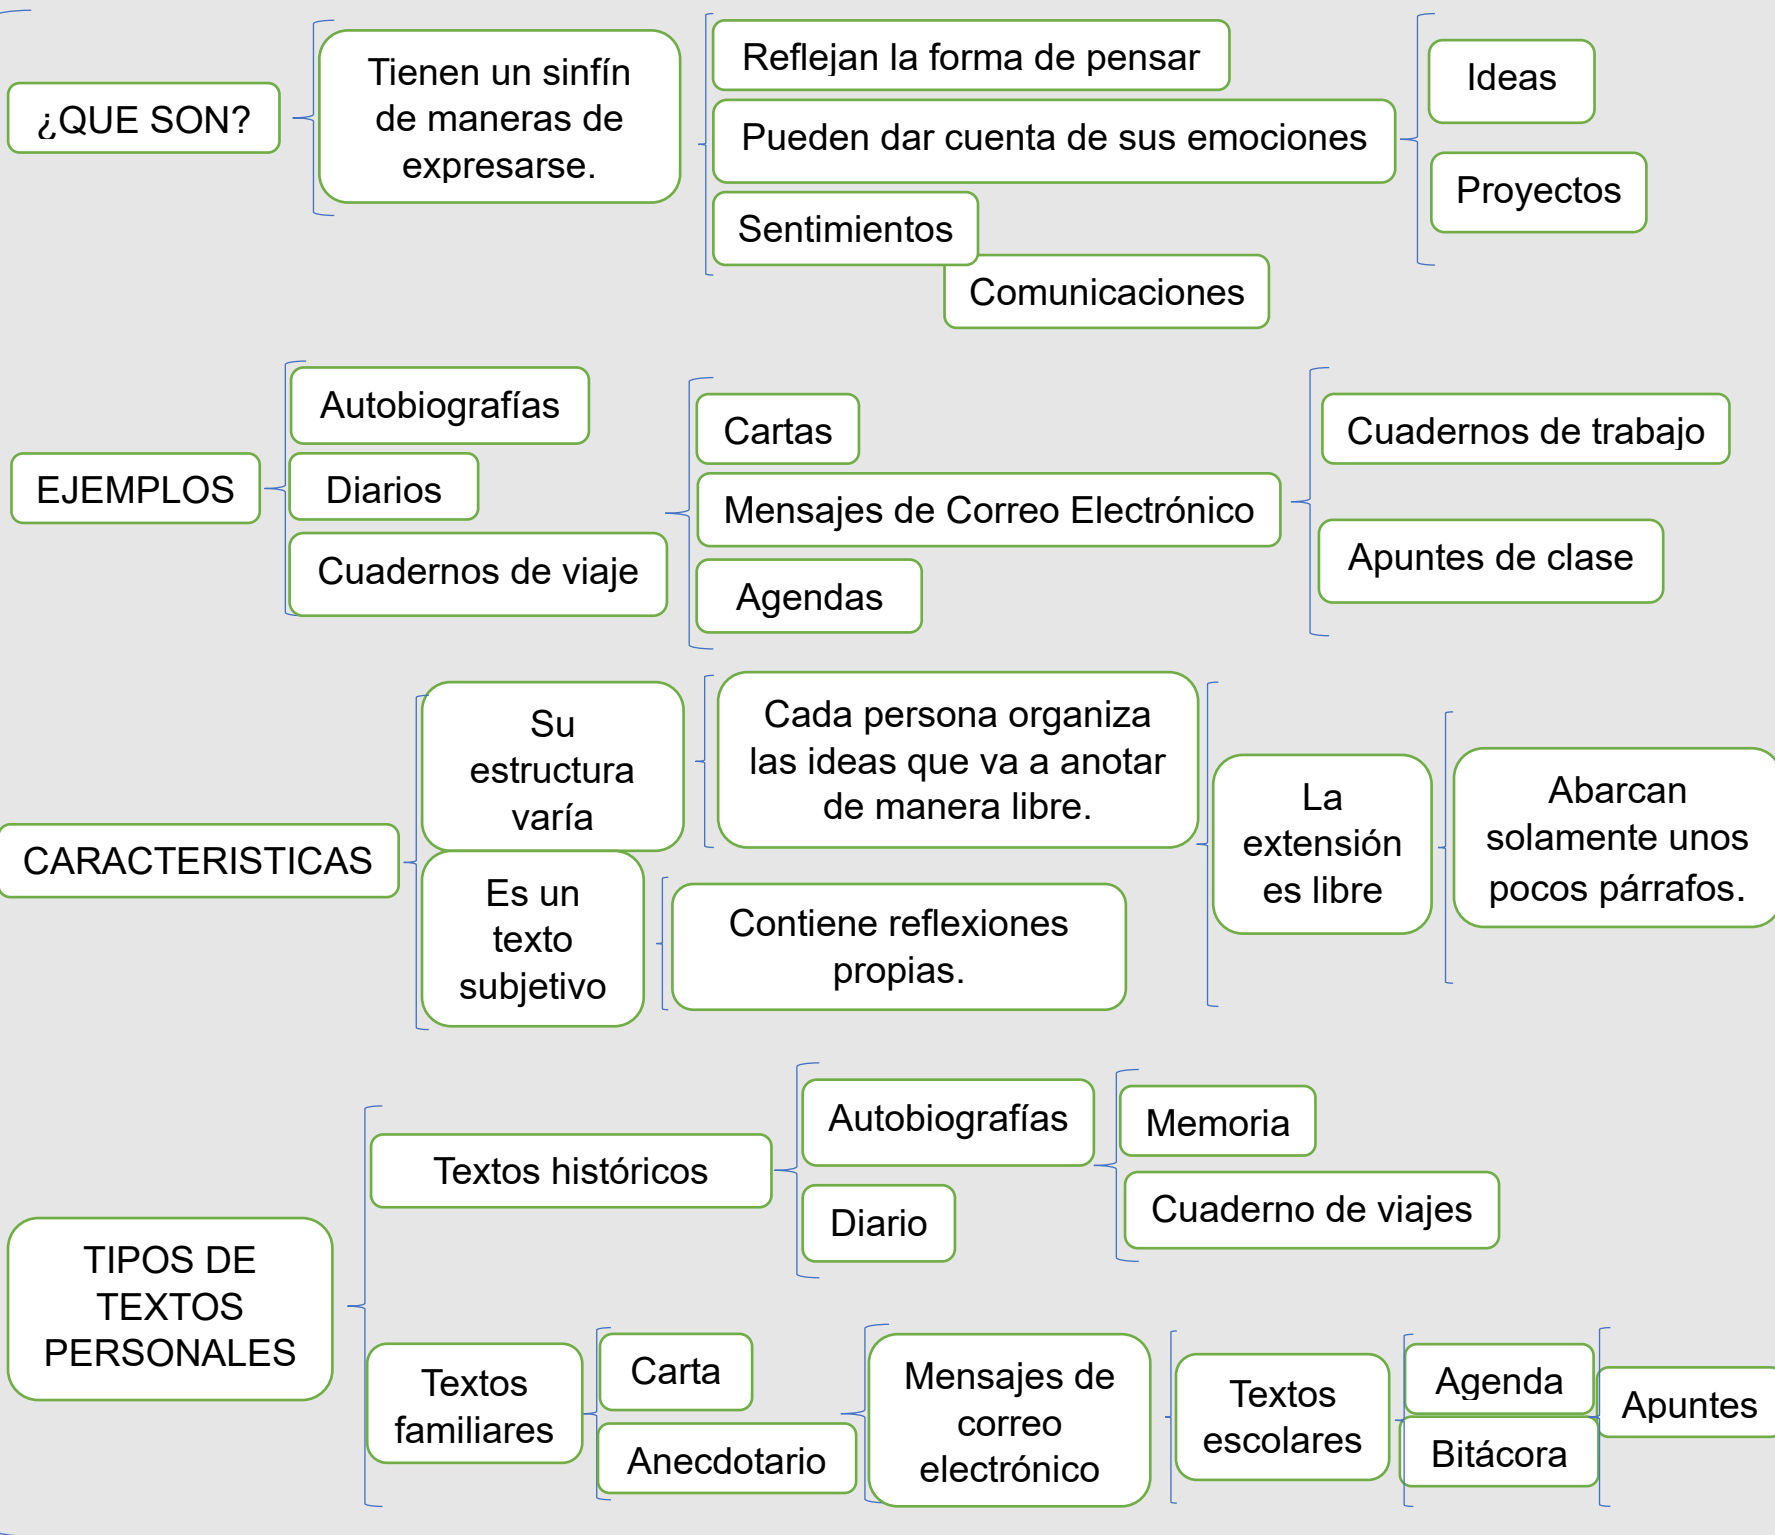 ¿QUE SON?
Tienen un sinfín
de maneras de
expresarse.
Reflejan la forma de pensar
Pueden dar cuenta de sus emociones
Sentimientos
Comunicaciones
Ideas
Proyectos
EJEMPLOS
Autobiografías
Diarios
Cuadernos de viaje
Cartas
Mensajes de Correo Electrónico
Agendas
Cuadernos de trabajo
Apuntes de clase
CARACTERISTICAS
Su
estructura
varía
Cada persona organiza
las ideas que va a anotar
de manera libre.
Es un
texto
subjetivo
Contiene reflexiones
propias.
La
extensión
es libre
Abarcan
solamente unos
pocos párrafos.
TIPOS DE
TEXTOS
PERSONALES
Textos históricos
Autobiografías
Diario
Memoria
Cuaderno de viajes
Textos
familiares
Carta
Anecdotario
Mensajes de
correo
electrónico
Textos
escolares
Agenda
Bitácora
Apuntes